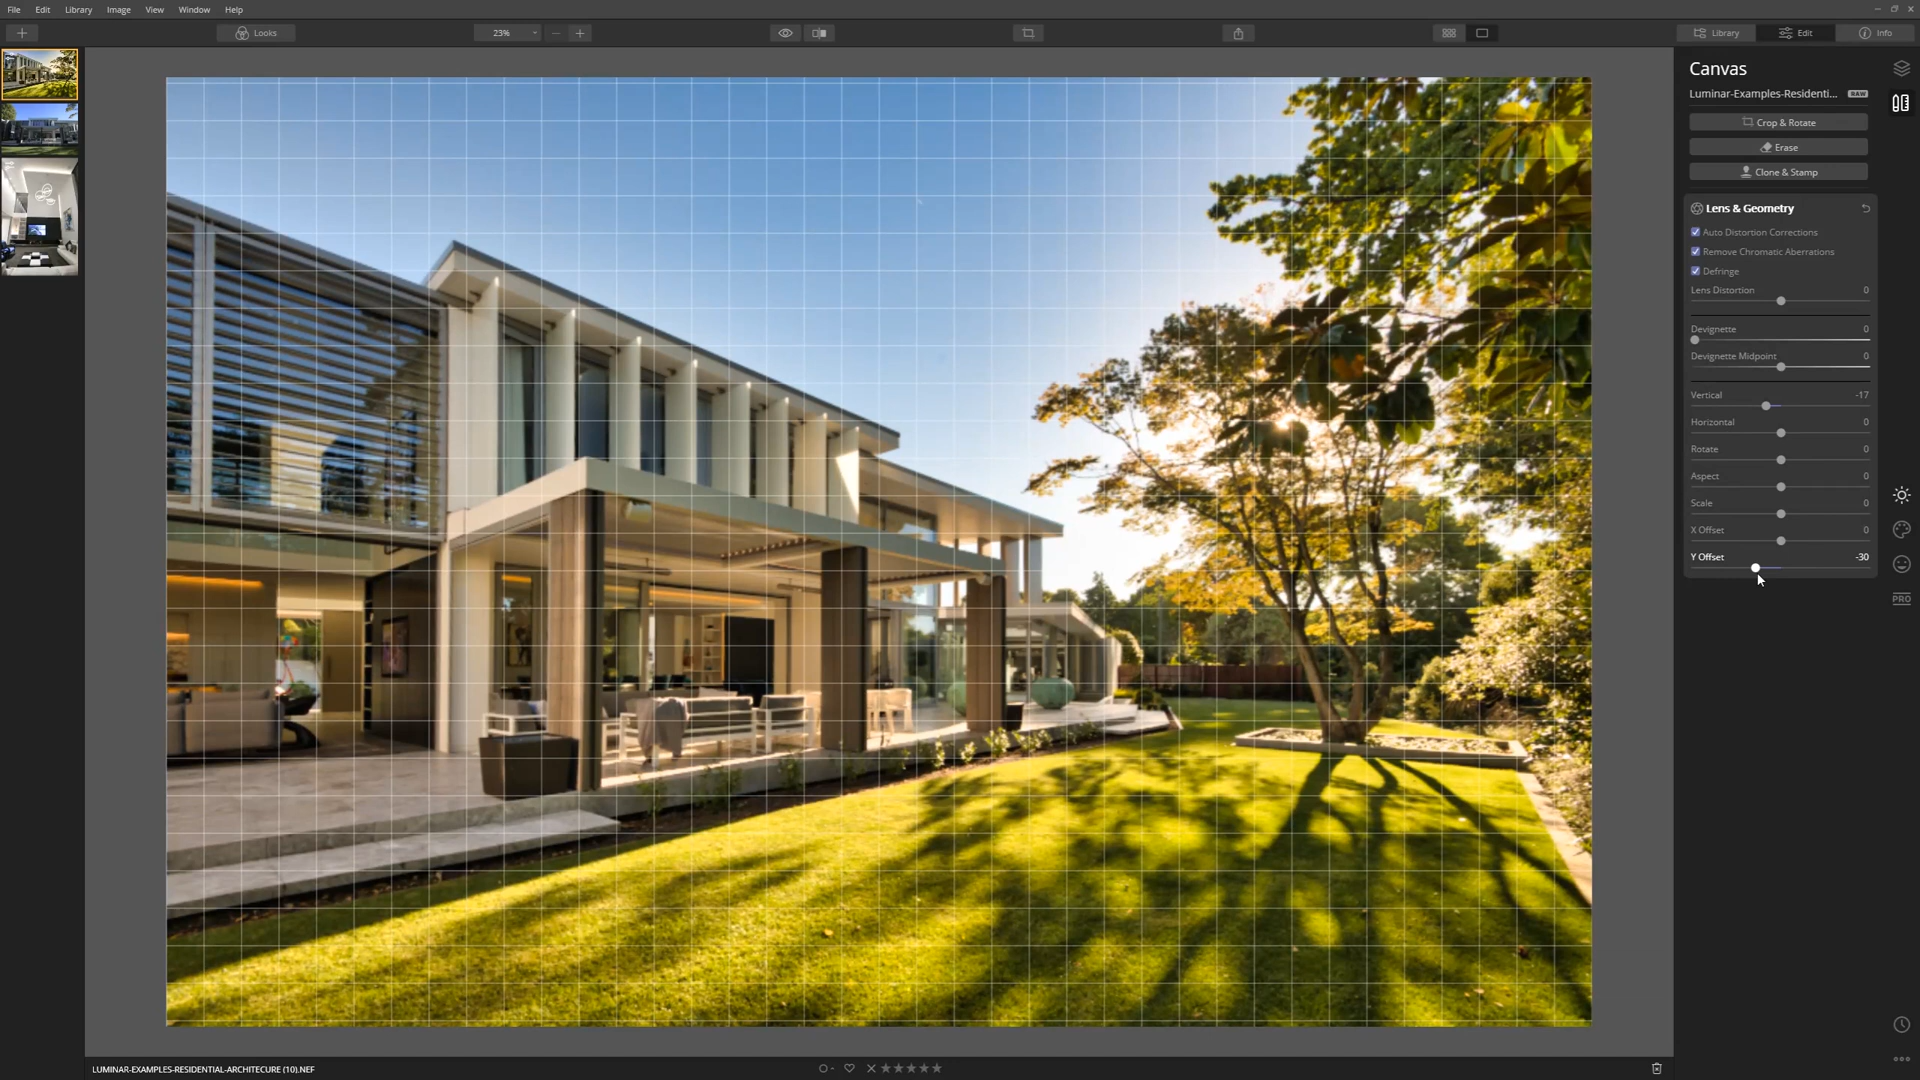 File Edit Library Image View Window Help
Looks 23% Library Edit Info
Canvas
Luminar-Examples-Residenti... RAW
Crop & Rotate
Erase
Clone & Stamp
Lens & Geometry
Auto Distortion Corrections
Remove Chromatic Aberrations
Defringe
Lens Distortion 0
Devignette 0
Devignette Midpoint 0
Vertical -17
Horizontal 0
Rotate 0
Aspect 0
Scale 0
X Offset 0
Y Offset -30
PRO
LUMINAR-EXAMPLES-RESIDENTIAL-ARCHITECURE (10).NEF